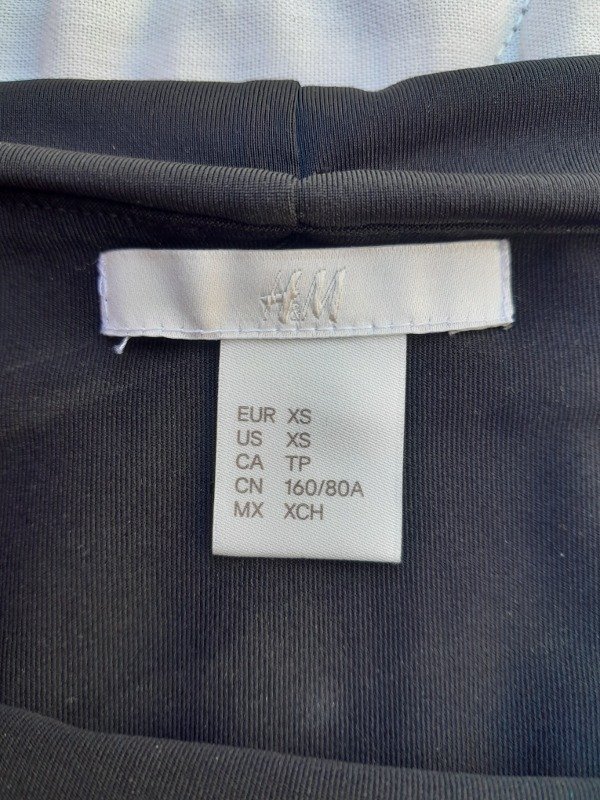 H&M
EUR XS
US XS
CA TP
CN 160/80A
MX XCH